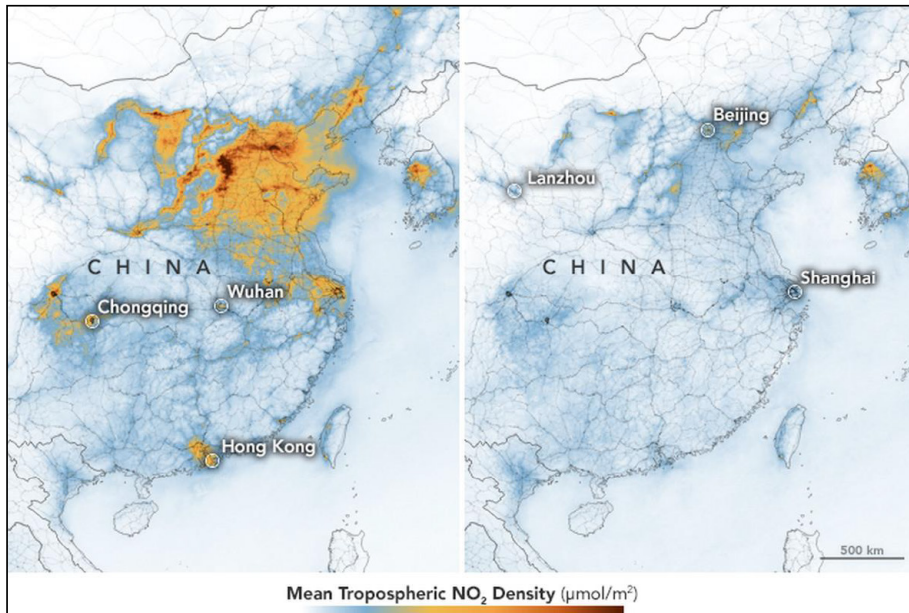 Beijing
Lanzhou
CHINA
CHINA
Wuhan
Chongqing
Shanghai
Hong Kong
500 km
Mean Tropospheric NO₂ Density (μmol/m²)